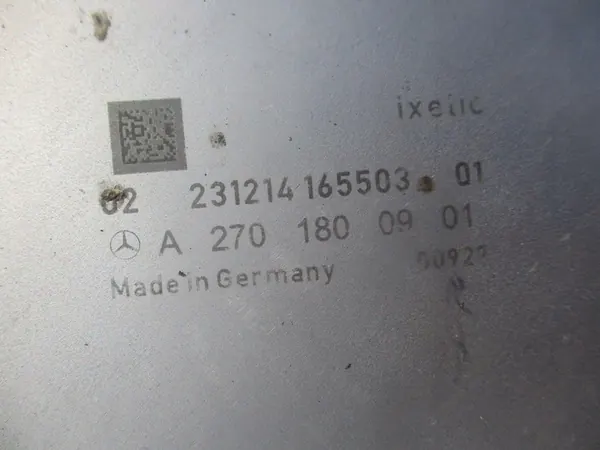 ixetic
02 231214 165503 01
A 270 180 09 01
Made in Germany